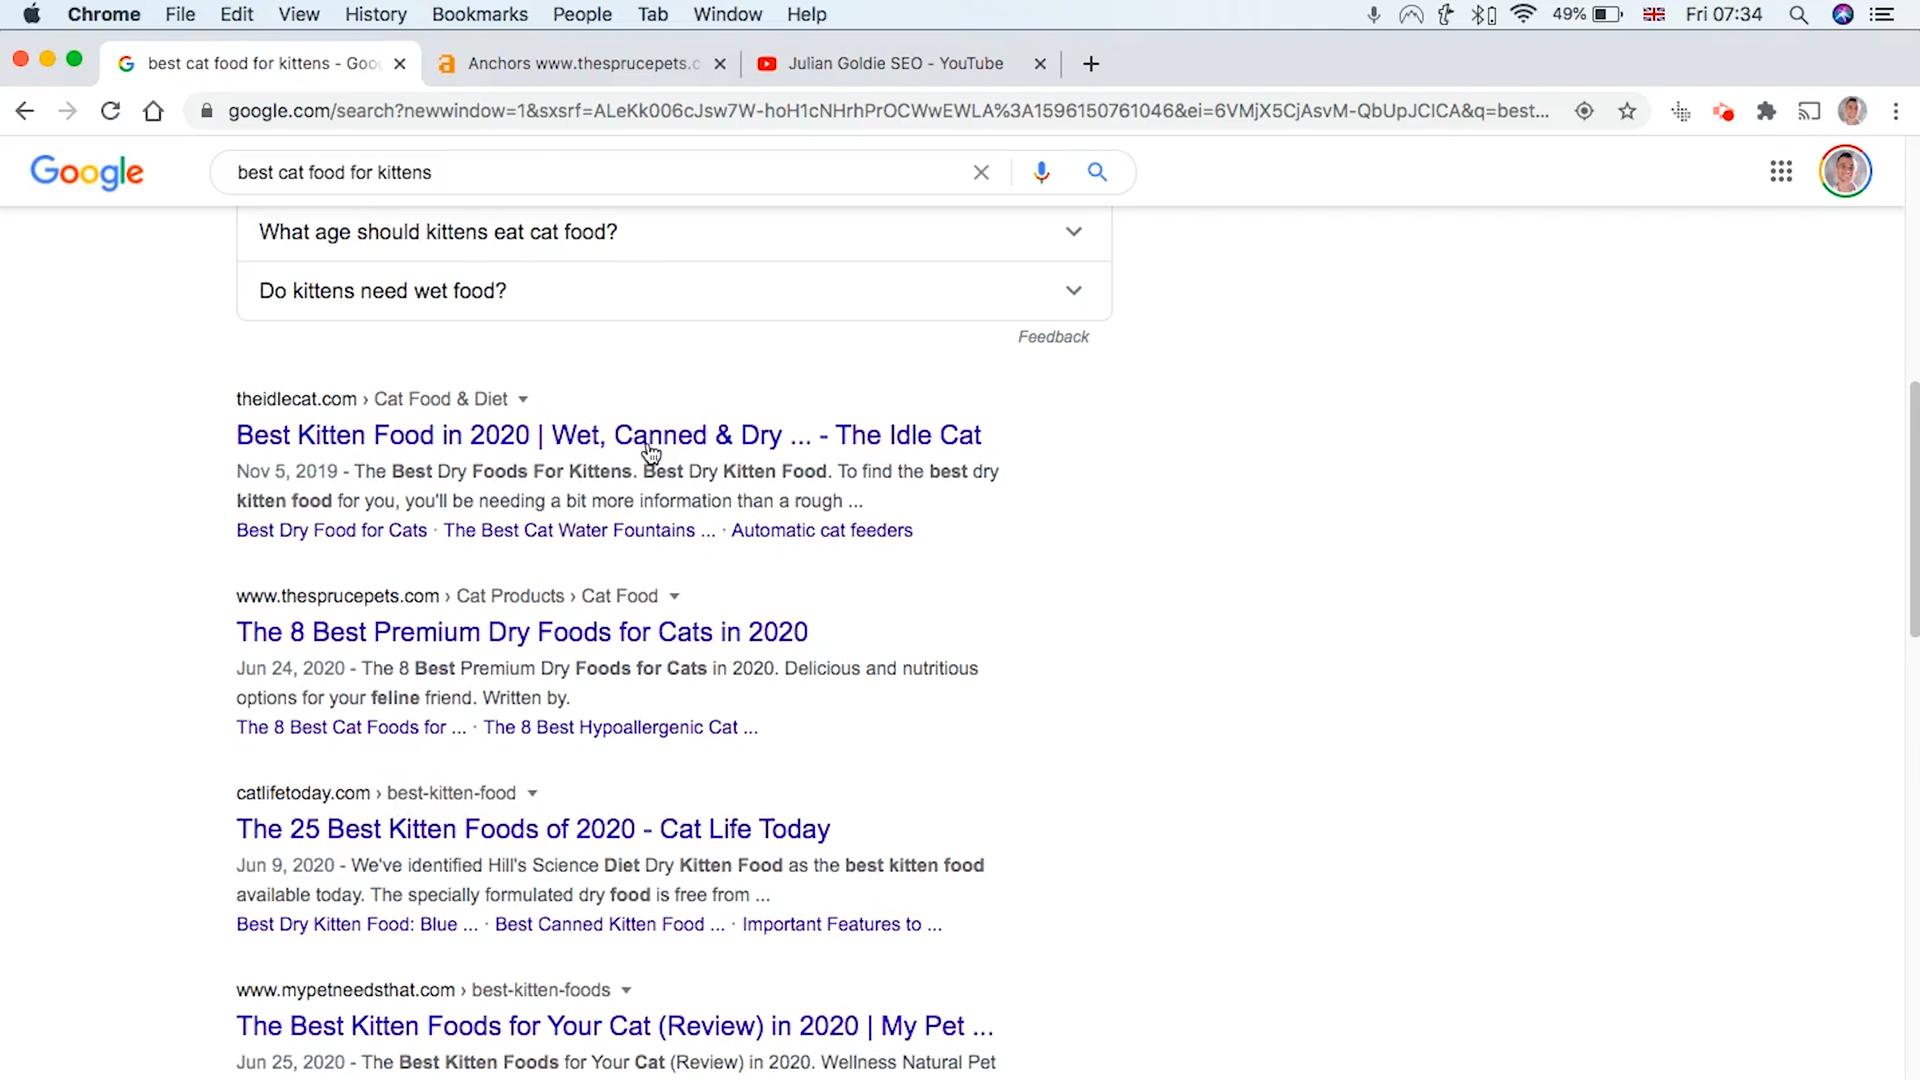 Chrome File Edit View History Bookmarks People Tab Window Help 49% Fri 07:34
best cat food for kittens - Goo Anchors www.thesprucepets.c Julian Goldie SEO - YouTube
google.com/search?newwindow=1&sxsrf=ALeKk006cJsw7W-hoH1cNHrhPrOCWwEWLA%3A1596150761046&ei=6VMjX5CjAsvM-QbUpJClCA&q=best...
Google best cat food for kittens
What age should kittens eat cat food?
Do kittens need wet food?
Feedback
theidlecat.com › Cat Food & Diet
Best Kitten Food in 2020 | Wet, Canned & Dry ... - The Idle Cat
Nov 5, 2019 - The Best Dry Foods For Kittens. Best Dry Kitten Food. To find the best dry
kitten food for you, you'll be needing a bit more information than a rough ...
Best Dry Food for Cats · The Best Cat Water Fountains ... · Automatic cat feeders
www.thesprucepets.com › Cat Products › Cat Food
The 8 Best Premium Dry Foods for Cats in 2020
Jun 24, 2020 - The 8 Best Premium Dry Foods for Cats in 2020. Delicious and nutritious
options for your feline friend. Written by.
The 8 Best Cat Foods for ... · The 8 Best Hypoallergenic Cat ...
catlifetoday.com › best-kitten-food
The 25 Best Kitten Foods of 2020 - Cat Life Today
Jun 9, 2020 - We've identified Hill's Science Diet Dry Kitten Food as the best kitten food
available today. The specially formulated dry food is free from ...
Best Dry Kitten Food: Blue ... · Best Canned Kitten Food ... · Important Features to ...
www.mypetneedsthat.com › best-kitten-foods
The Best Kitten Foods for Your Cat (Review) in 2020 | My Pet ...
Jun 25, 2020 - The Best Kitten Foods for Your Cat (Review) in 2020. Wellness Natural Pet